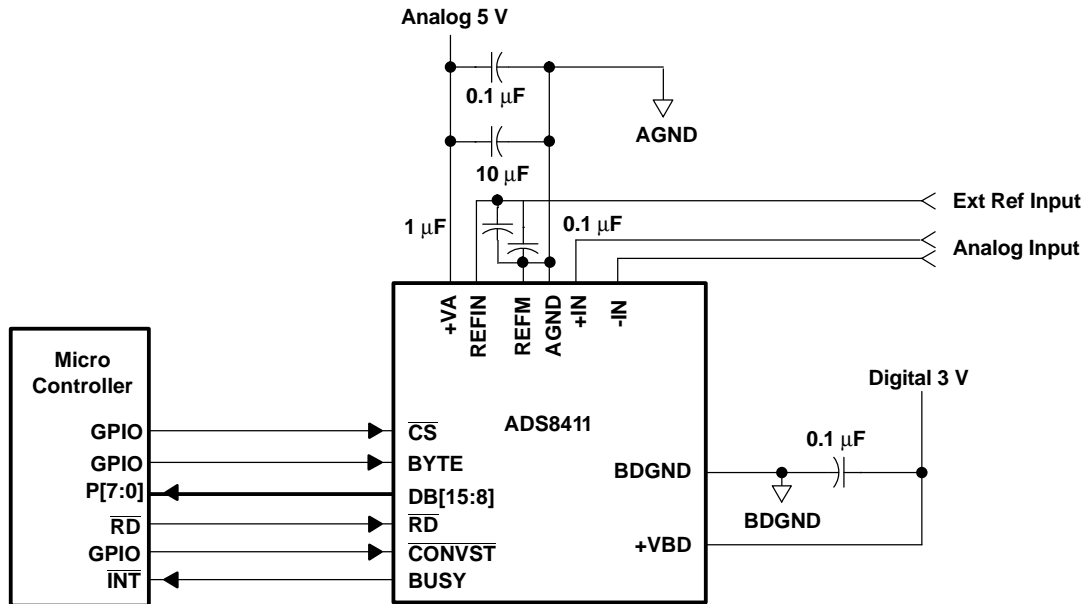 Analog 5 V
0.1 μF
AGND
10 μF
1 μF
0.1 μF
Ext Ref Input
Analog Input
+VA
REFIN
REFM
AGND
+IN
-IN
Micro
Controller
Digital 3 V
GPIO
CS
ADS8411
0.1 μF
GPIO
BYTE
BDGND
P[7:0]
DB[15:8]
RD
RD
BDGND
GPIO
CONVST
+VBD
INT
BUSY